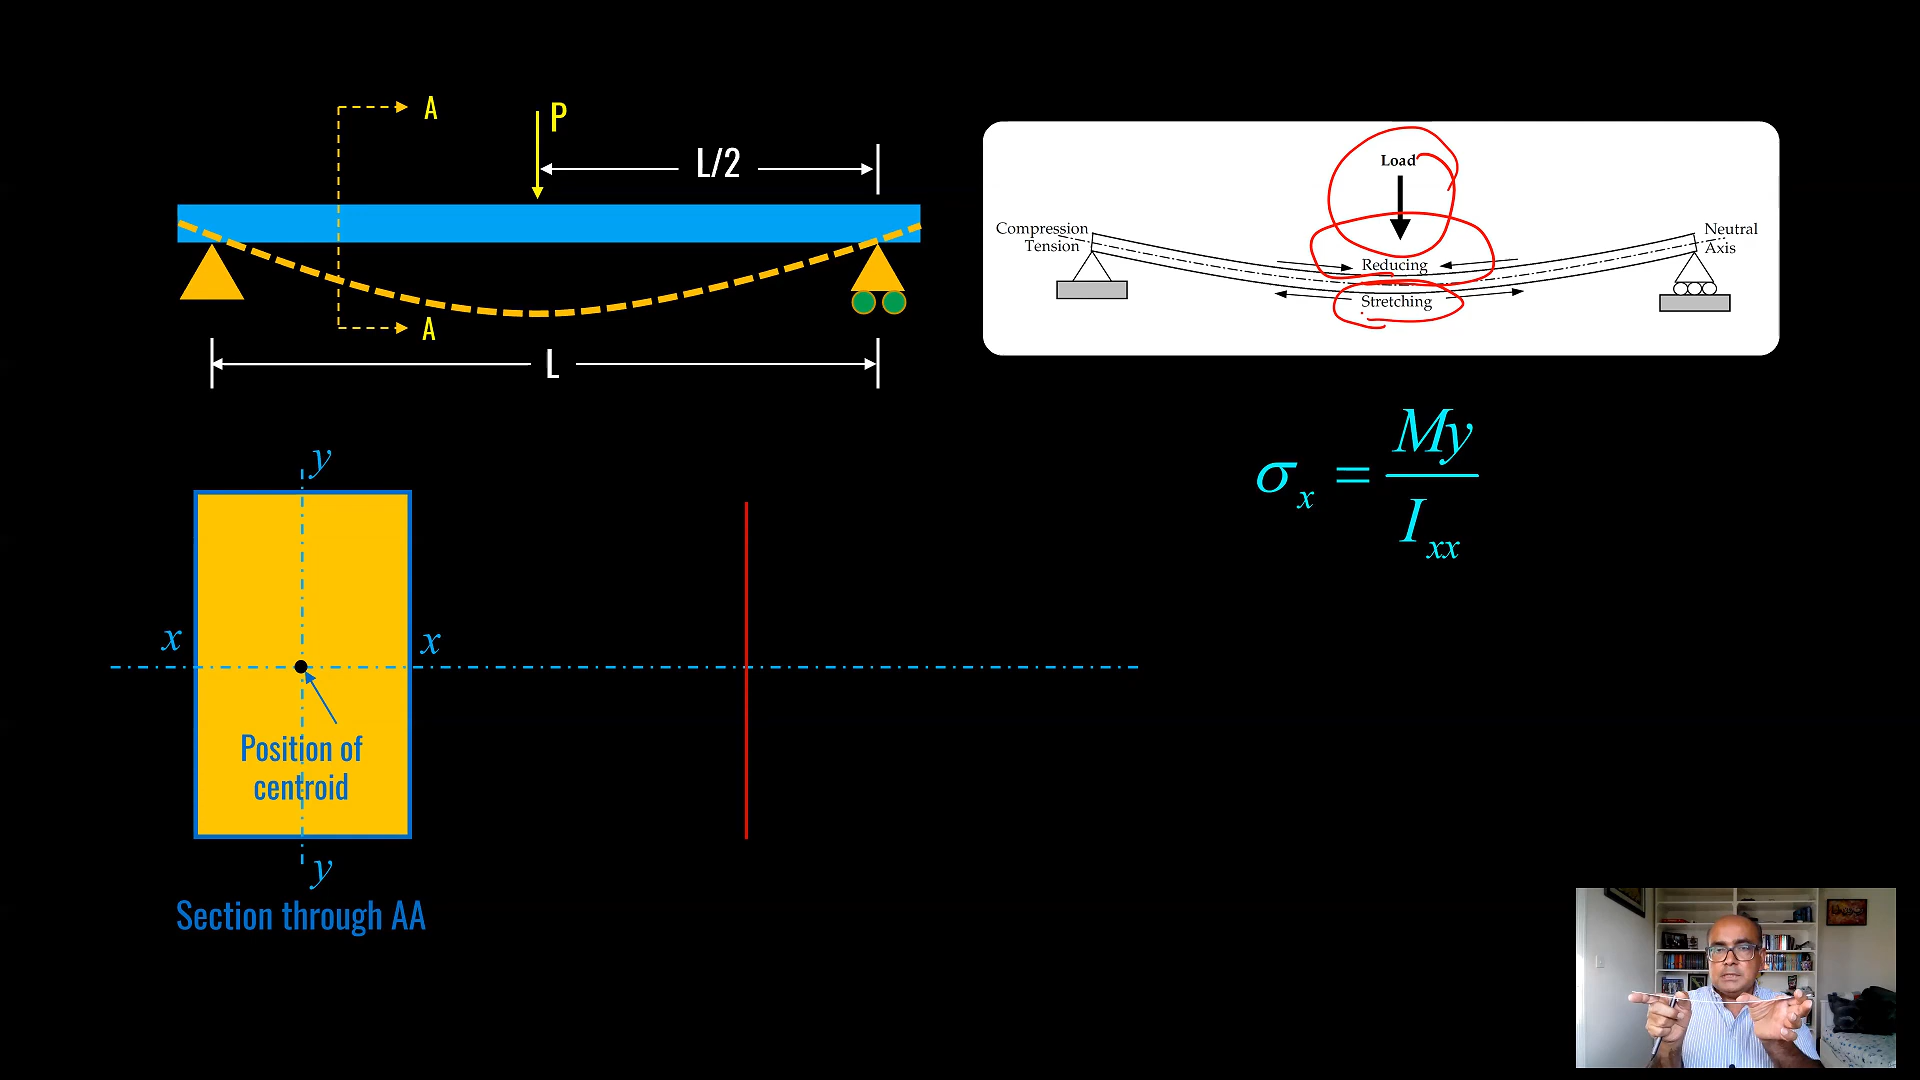 A
P
L/2
A
L
Load
Compression
Tension
Reducing
Stretching
Neutral
Axis
σx = My / Ixx
y
x
x
Position of
centroid
y
Section through AA